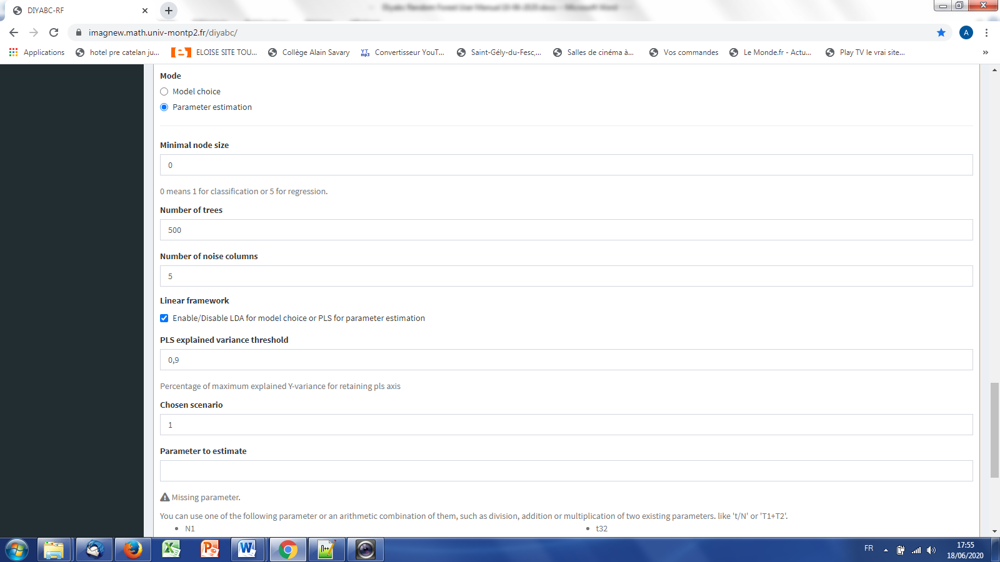 DIYABC-RF
imagnew.math.univ-montp2.fr/diyabc/
A
Applications
hotel pre catelan ju...
ELOISE SITE TOU...
Collège Alain Savary
YT mp3
Convertisseur YouT...
Saint-Gély-du-Fesc,...
Salles de cinéma à...
Vos commandes
Le Monde.fr - Actu...
Play TV le vrai site...
»
Mode
Model choice
Parameter estimation
Minimal node size
0
0 means 1 for classification or 5 for regression.
Number of trees
500
Number of noise columns
5
Linear framework
Enable/Disable LDA for model choice or PLS for parameter estimation
PLS explained variance threshold
0,9
Percentage of maximum explained Y-variance for retaining pls axis
Chosen scenario
1
Parameter to estimate
Missing parameter.
You can use one of the following parameter or an arithmetic combination of them, such as division, addition or multiplication of two existing parameters. like 't/N' or 'T1+T2'.
• N1
• t32
FR
17:55
18/06/2020